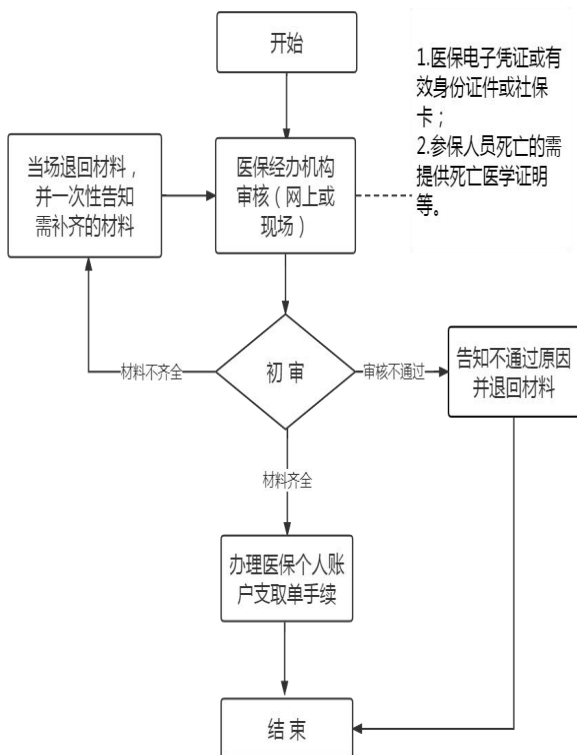 开始
1.医保电子凭证或有
效身份证件或社保
卡；
2.参保人员死亡的需
提供死亡医学证明
等。
当场退回材料，
并一次性告知
需补齐的材料
医保经办机构
审核（网上或
现场）
材料不齐全
初 审
审核不通过
告知不通过原因
并退回材料
材料齐全
办理医保个人账
户支取单手续
结 束